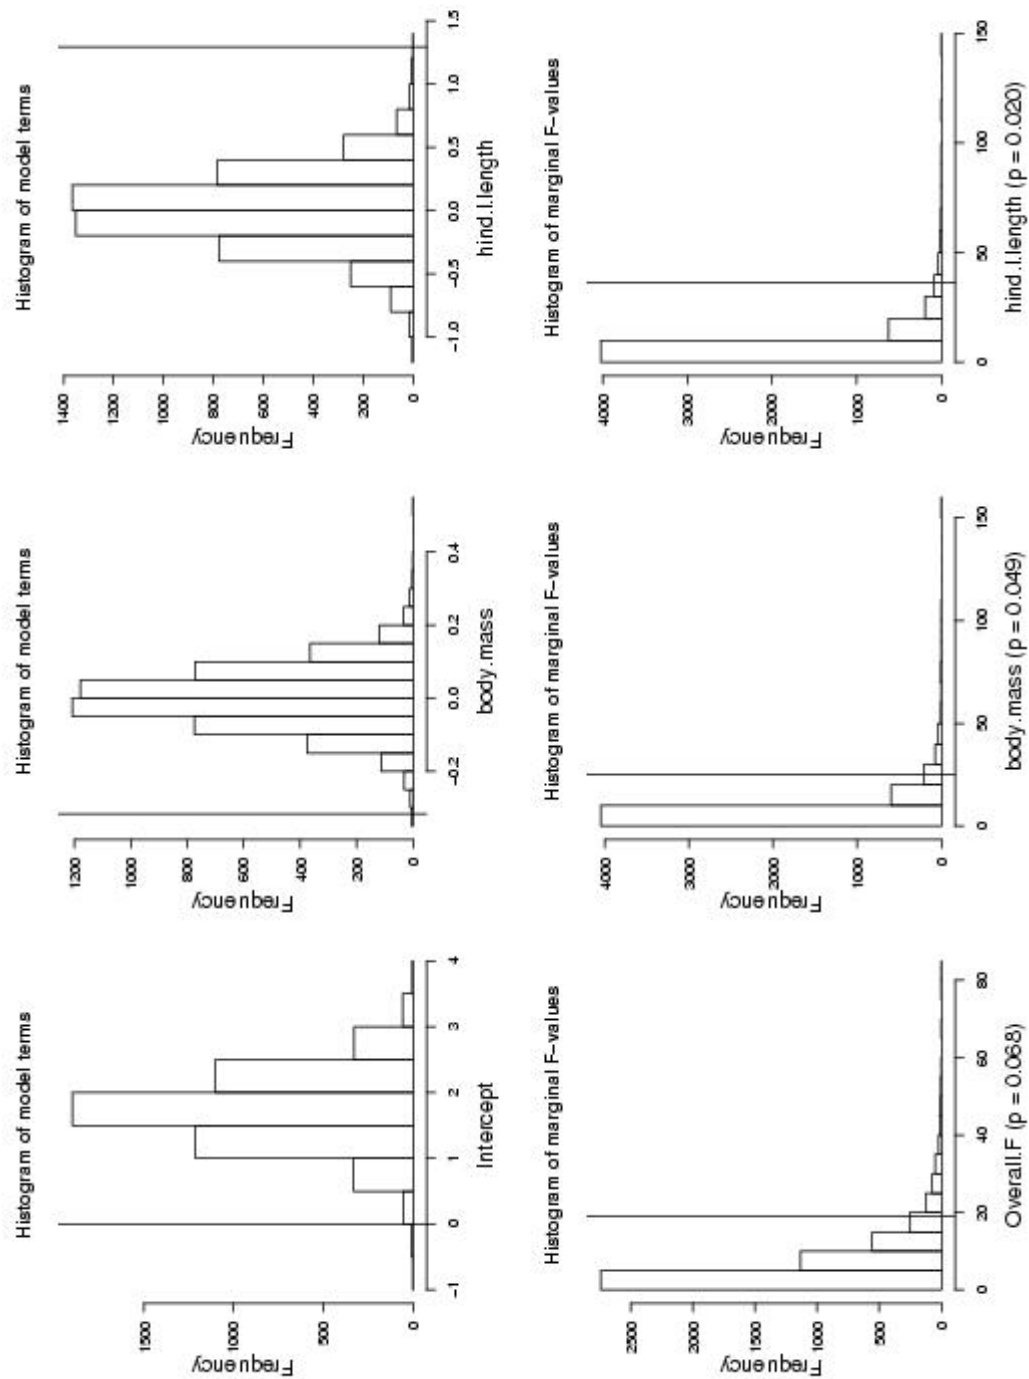 Histogram of model terms
Frequency
1500
1000
500
0
-1 0 1 2 3 4
Intercept
Histogram of model terms
Frequency
1200
1000
800
600
400
200
0
-0.2 0.0 0.2 0.4
body.mass
Histogram of model terms
Frequency
1400
1200
1000
800
600
400
200
0
-1.0 -0.5 0.0 0.5 1.0 1.5
hind.l.length
Histogram of marginal F-values
Frequency
2500
2000
1500
1000
500
0
0 20 40 60 80
Overall.F (p = 0.068)
Histogram of marginal F-values
Frequency
4000
3000
2000
1000
0
0 50 100 150
body.mass (p = 0.049)
Histogram of marginal F-values
Frequency
4000
3000
2000
1000
0
0 50 100 150
hind.l.length (p = 0.020)